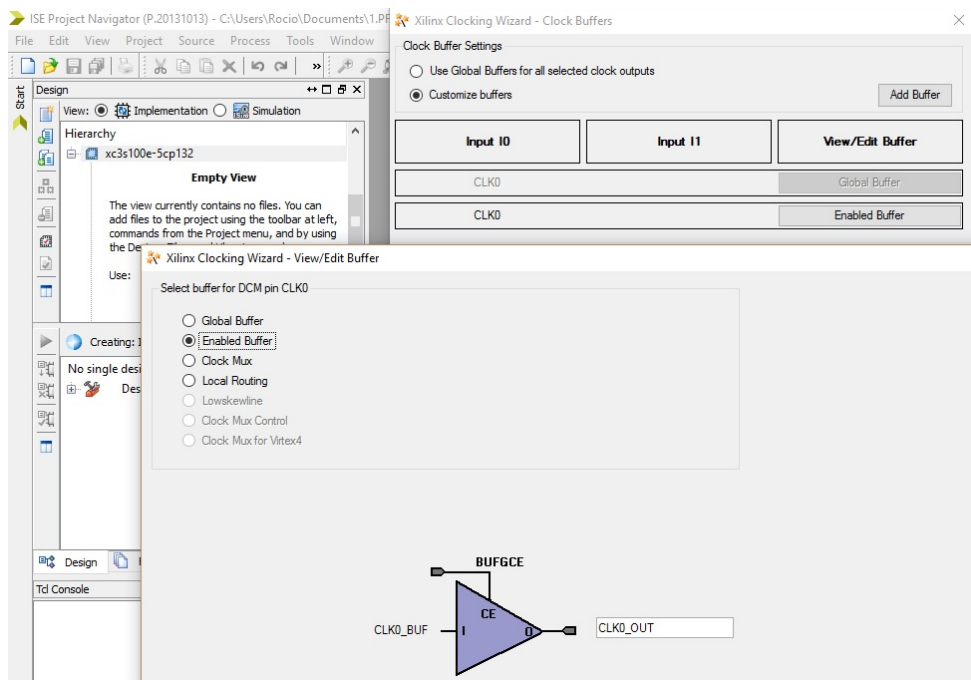 ISE Project Navigator (P.20131013) - C:\Users\Rocio\Documents\1.PF
File Edit View Project Source Process Tools Window
Start
Design
View: Implementation Simulation
Hierarchy
xc3s100e-5cp132
Empty View
The view currently contains no files. You can
add files to the project using the toolbar at left,
commands from the Project menu, and by using
the De
Use:
Creating: I
No single desi
Des
Design
Tcl Console
Xilinx Clocking Wizard - Clock Buffers
Clock Buffer Settings
Use Global Buffers for all selected clock outputs
Customize buffers
Add Buffer
Input I0 Input I1 View/Edit Buffer
CLK0 Global Buffer
CLK0 Enabled Buffer
Xilinx Clocking Wizard - View/Edit Buffer
Select buffer for DCM pin CLK0
Global Buffer
Enabled Buffer
Clock Mux
Local Routing
Lowskewline
Clock Mux Control
Clock Mux for Virtex4
BUFGCE
CE
CLK0_BUF I O CLK0_OUT